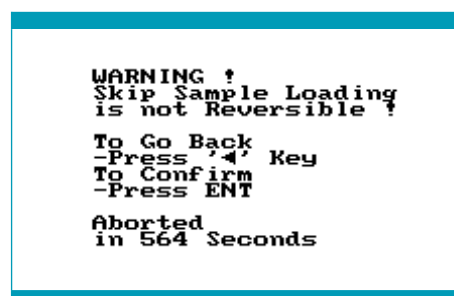 WARNING !
Skip Sample Loading
is not Reversible !
To Go Back
-Press '◄' Key
To Confirm
-Press ENT
Aborted
in 564 Seconds